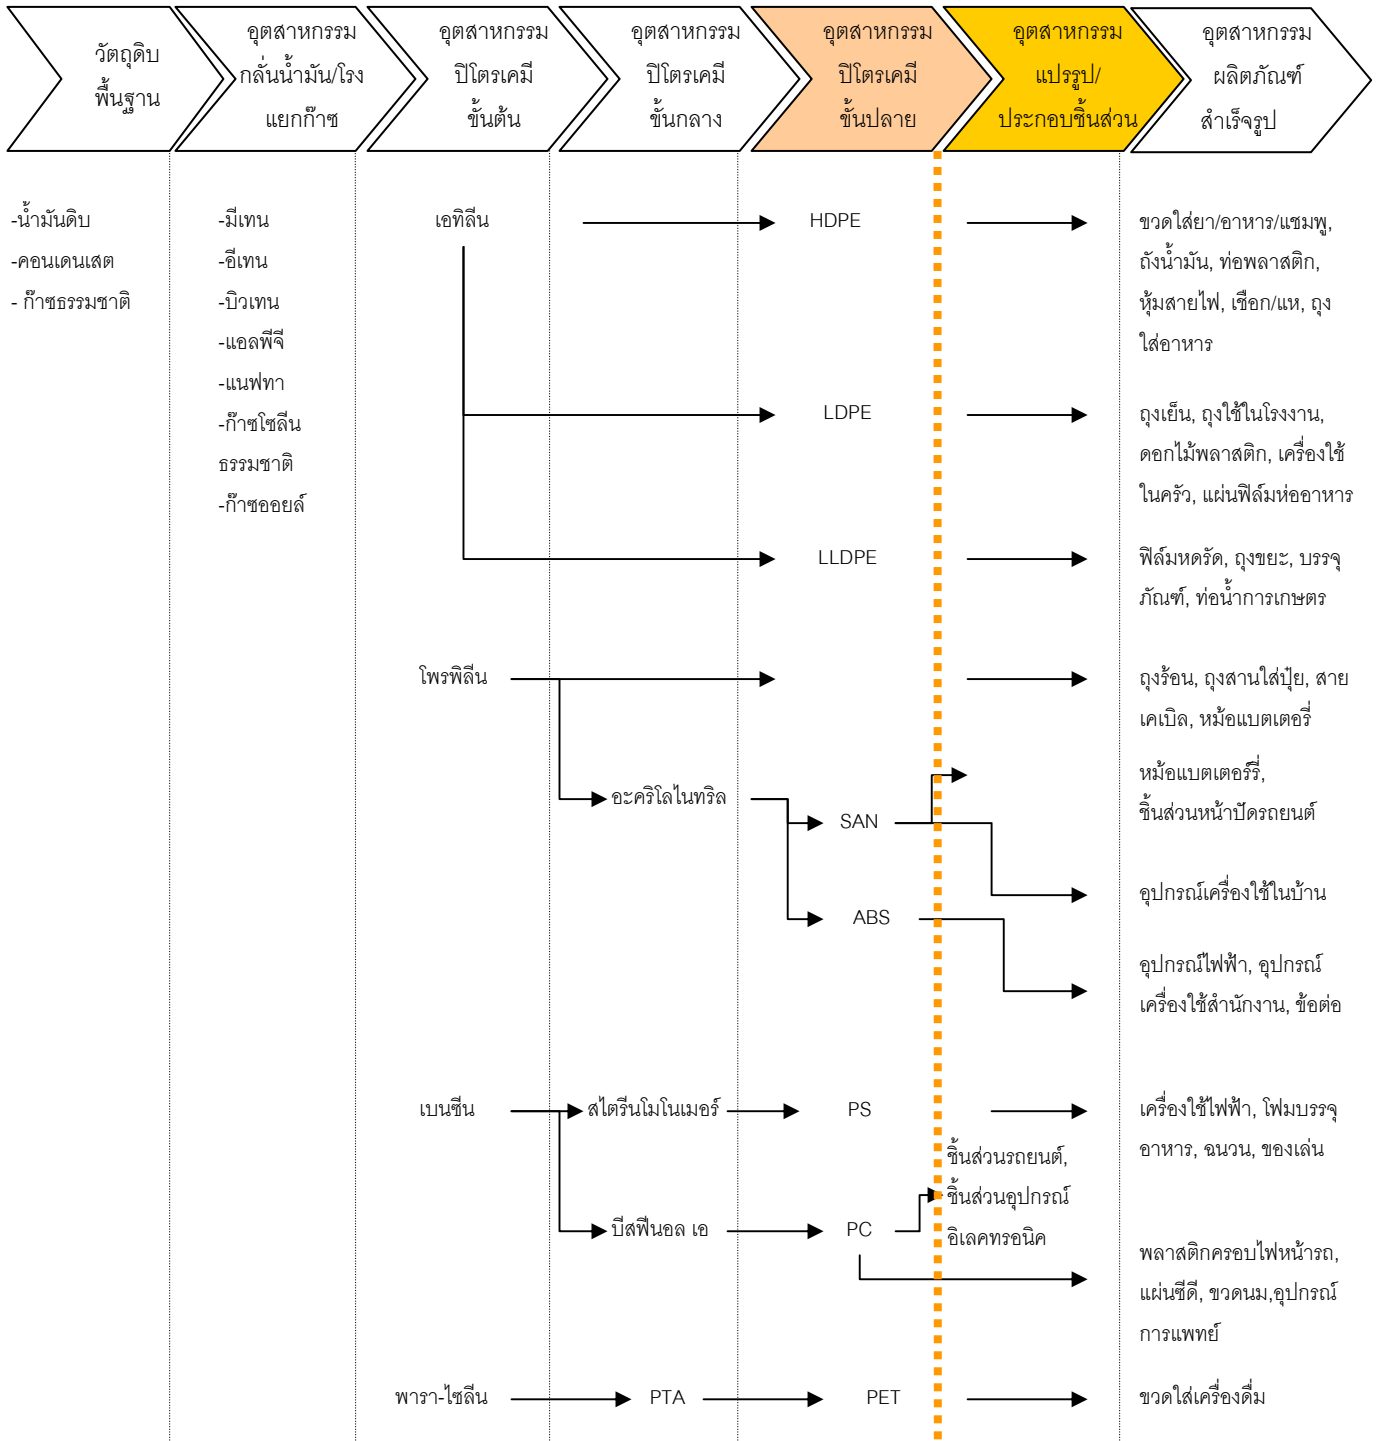 วัตถุดิบ
พื้นฐาน
อุตสาหกรรม
กลั่นน้ำมัน/โรง
แยกก๊าซ
อุตสาหกรรม
ปิโตรเคมี
ขั้นต้น
อุตสาหกรรม
ปิโตรเคมี
ขั้นกลาง
อุตสาหกรรม
ปิโตรเคมี
ขั้นปลาย
อุตสาหกรรม
แปรรูป/
ประกอบชิ้นส่วน
อุตสาหกรรม
ผลิตภัณฑ์
สำเร็จรูป
-น้ำมันดิบ
-คอนเดนเสต
- ก๊าซธรรมชาติ
-มีเทน
-อีเทน
-บิวเทน
-แอลพีจี
-แนฟทา
-ก๊าซโซลีน
ธรรมชาติ
-ก๊าซออยล์
เอทิลีน
HDPE
ขวดใส่ยา/อาหาร/แชมพู,
ถังน้ำมัน, ท่อพลาสติก,
หุ้มสายไฟ, เชือก/แห, ถุง
ใส่อาหาร
LDPE
ถุงเย็น, ถุงใช้ในโรงงาน,
ดอกไม้พลาสติก, เครื่องใช้
ในครัว, แผ่นฟิล์มห่ออาหาร
LLDPE
ฟิล์มหดรัด, ถุงขยะ, บรรจุ
ภัณฑ์, ท่อน้ำการเกษตร
โพรพิลีน
ถุงร้อน, ถุงสานใส่ปุ๋ย, สาย
เคเบิล, หม้อแบตเตอรี่
อะคริโลไนทริล
SAN
หม้อแบตเตอร์รี่,
ชิ้นส่วนหน้าปัดรถยนต์
อุปกรณ์เครื่องใช้ในบ้าน
ABS
อุปกรณ์ไฟฟ้า, อุปกรณ์
เครื่องใช้สำนักงาน, ข้อต่อ
เบนซีน
สไตรีนโมโนเมอร์
PS
เครื่องใช้ไฟฟ้า, โฟมบรรจุ
อาหาร, ฉนวน, ของเล่น
บีสฟีนอล เอ
PC
ชิ้นส่วนรถยนต์,
ชิ้นส่วนอุปกรณ์
อิเลคทรอนิค
พลาสติกครอบไฟหน้ารถ,
แผ่นซีดี, ขวดนม,อุปกรณ์
การแพทย์
พารา-ไซลีน
PTA
PET
ขวดใส่เครื่องดื่ม